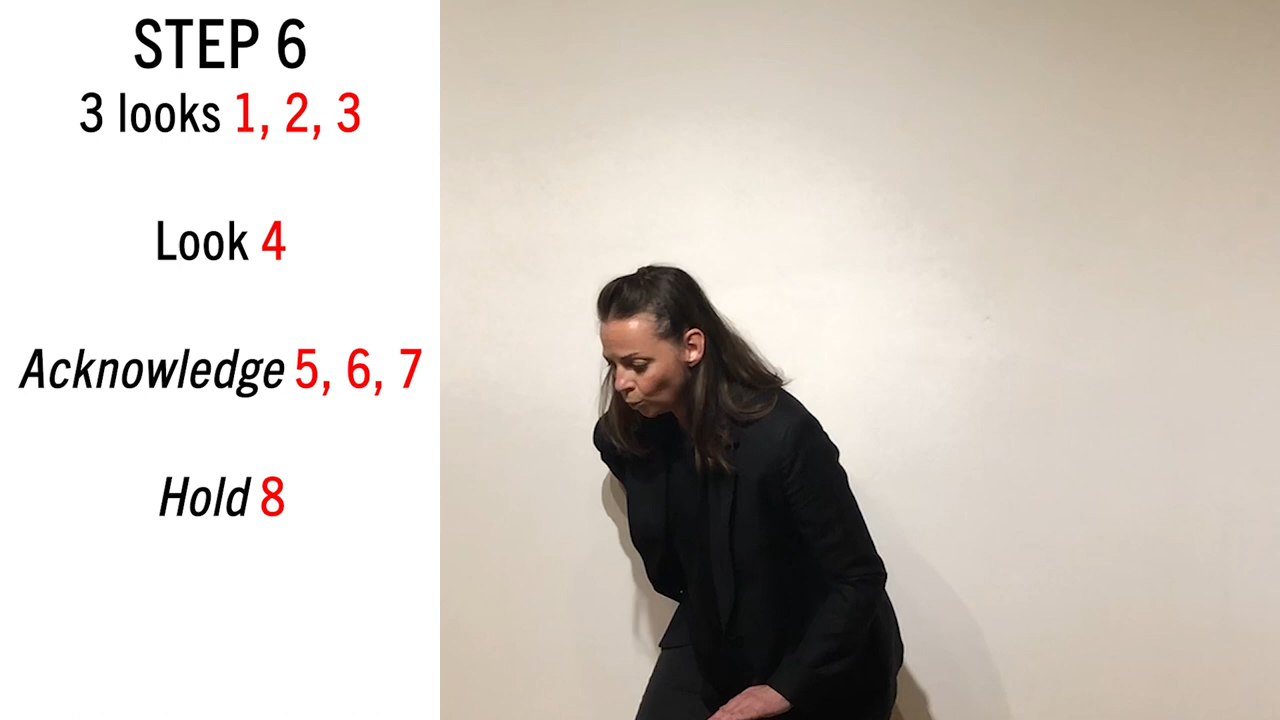 STEP 6
3 looks 1, 2, 3
Look 4
Acknowledge 5, 6, 7
Hold 8